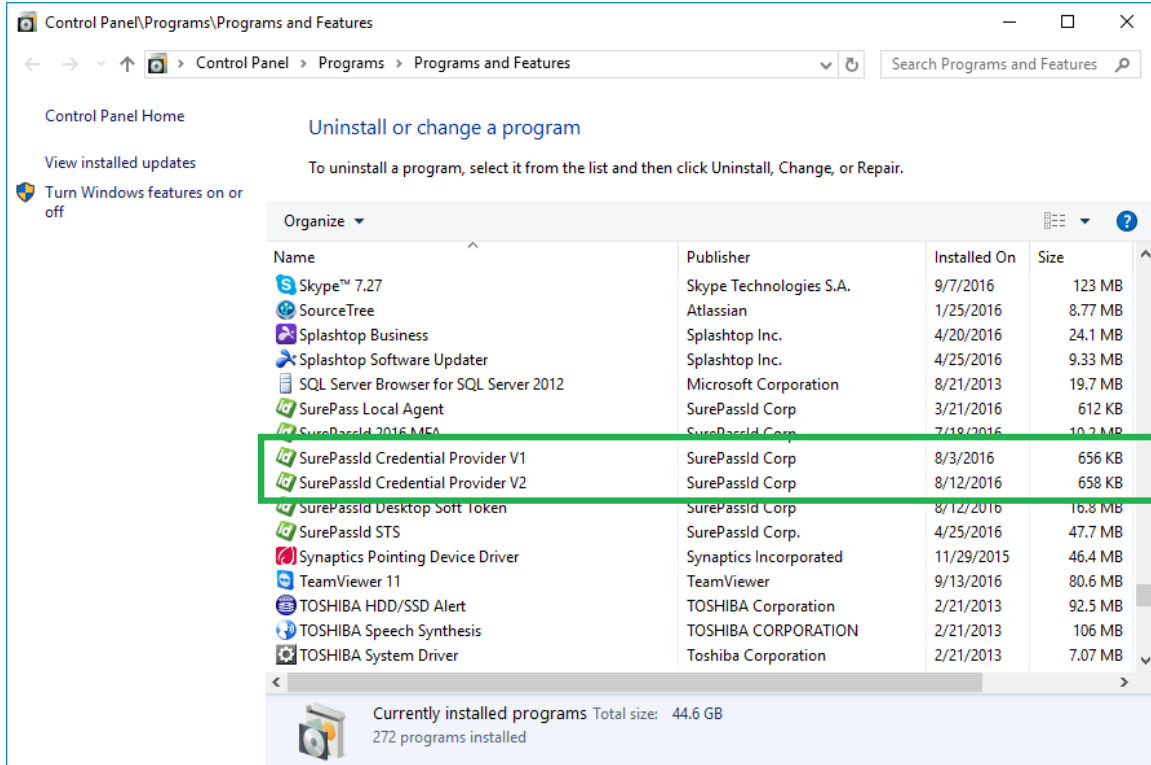 Control Panel\Programs\Programs and Features
Control Panel > Programs > Programs and Features
Search Programs and Features
Control Panel Home
View installed updates
Turn Windows features on or
off
Uninstall or change a program
To uninstall a program, select it from the list and then click Uninstall, Change, or Repair.
Organize
Name Publisher Installed On Size
Skype™ 7.27 Skype Technologies S.A. 9/7/2016 123 MB
SourceTree Atlassian 1/25/2016 8.77 MB
Splashtop Business Splashtop Inc. 4/20/2016 24.1 MB
Splashtop Software Updater Splashtop Inc. 4/25/2016 9.33 MB
SQL Server Browser for SQL Server 2012 Microsoft Corporation 8/21/2013 19.7 MB
SurePass Local Agent SurePassId Corp 3/21/2016 612 KB
SurePassId 2016 MFA SurePassId Corp 7/18/2016 10.2 MB
SurePassId Credential Provider V1 SurePassId Corp 8/3/2016 656 KB
SurePassId Credential Provider V2 SurePassId Corp 8/12/2016 658 KB
SurePassId Desktop Soft Token SurePassId Corp 8/12/2016 16.8 MB
SurePassId STS SurePassId Corp. 4/25/2016 47.7 MB
Synaptics Pointing Device Driver Synaptics Incorporated 11/29/2015 46.4 MB
TeamViewer 11 TeamViewer 9/13/2016 80.6 MB
TOSHIBA HDD/SSD Alert TOSHIBA Corporation 2/21/2013 92.5 MB
TOSHIBA Speech Synthesis TOSHIBA CORPORATION 2/21/2013 106 MB
TOSHIBA System Driver Toshiba Corporation 2/21/2013 7.07 MB
Currently installed programs Total size: 44.6 GB
272 programs installed